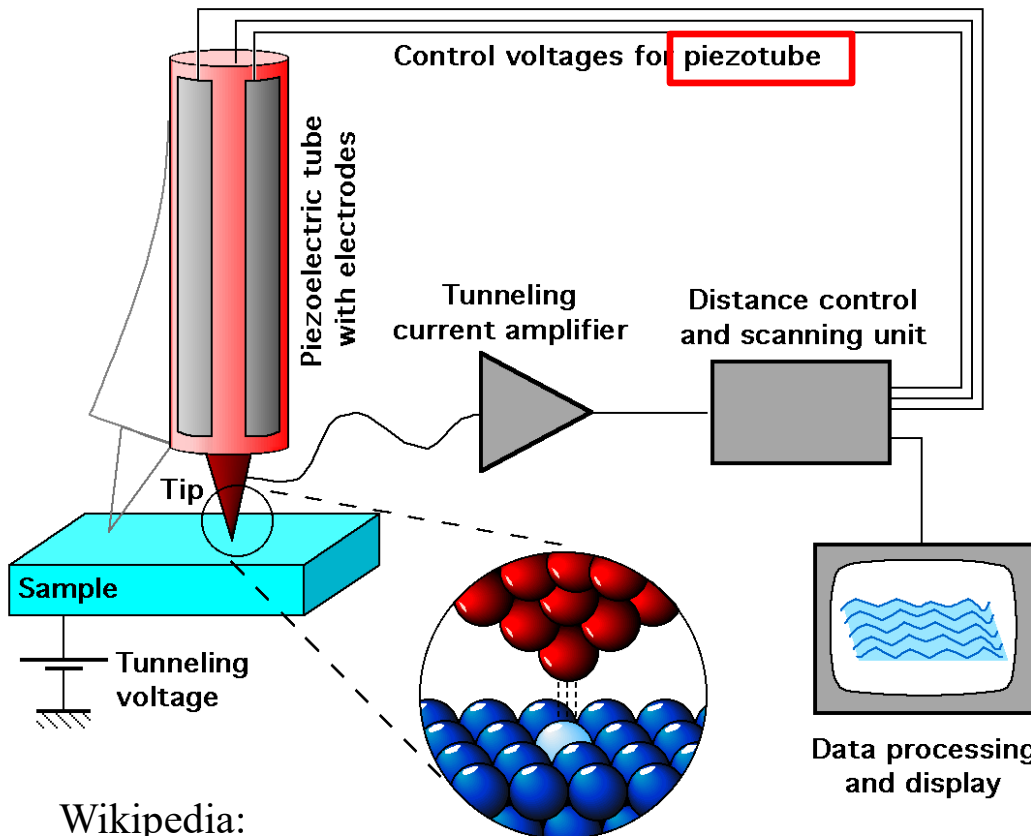 Control voltages for piezotube
Piezoelectric tube
with electrodes
Tunneling
current amplifier
Distance control
and scanning unit
Tip
Sample
Tunneling
voltage
Data processing
and display
Wikipedia: